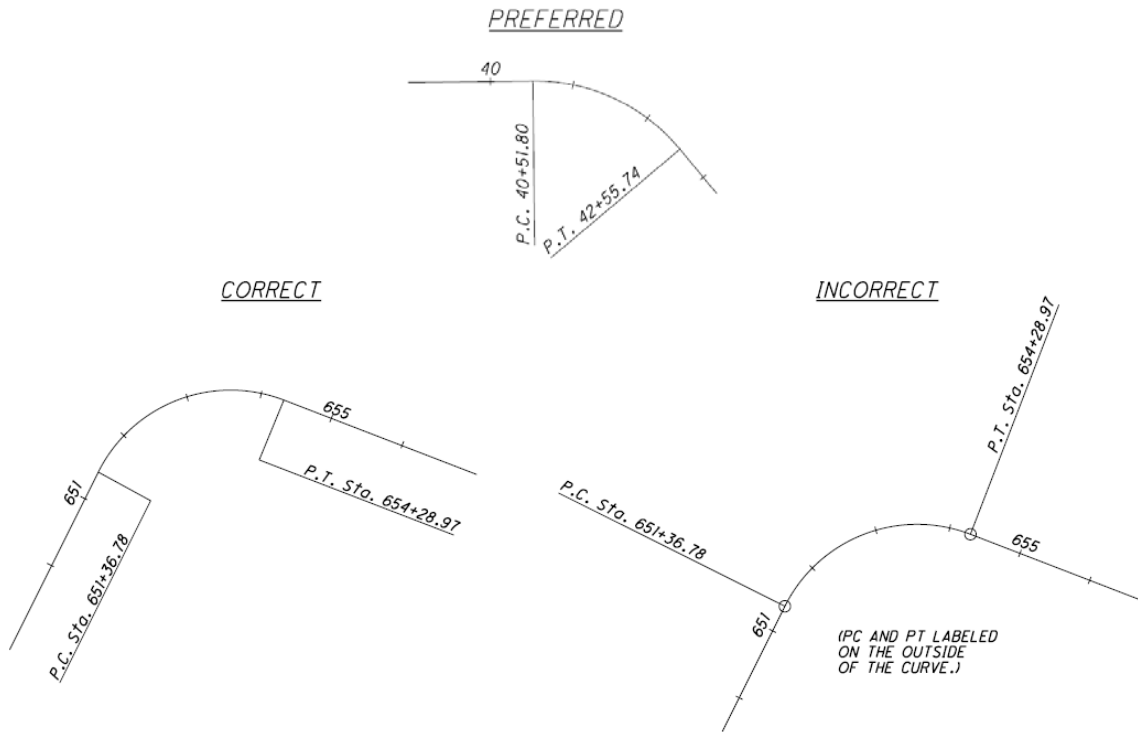 PREFERRED
40
P.C. 40+51.80
P.T. 42+55.74
CORRECT
651
655
P.T. Sta. 654+28.97
P.C. Sta. 651+36.78
INCORRECT
P.T. Sta. 654+28.97
P.C. Sta. 651+36.78
651
655
(PC AND PT LABELED
ON THE OUTSIDE
OF THE CURVE.)